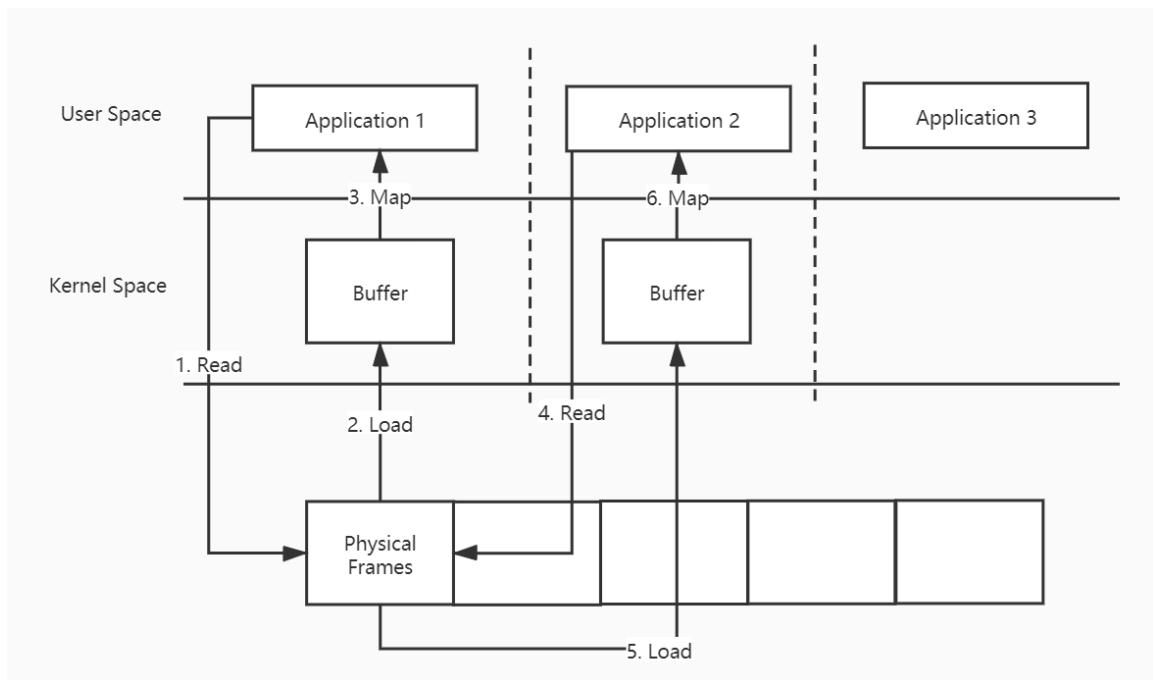 User Space
Application 1
Application 2
Application 3
3. Map
6. Map
Kernel Space
Buffer
Buffer
1. Read
2. Load
4. Read
Physical
Frames
5. Load